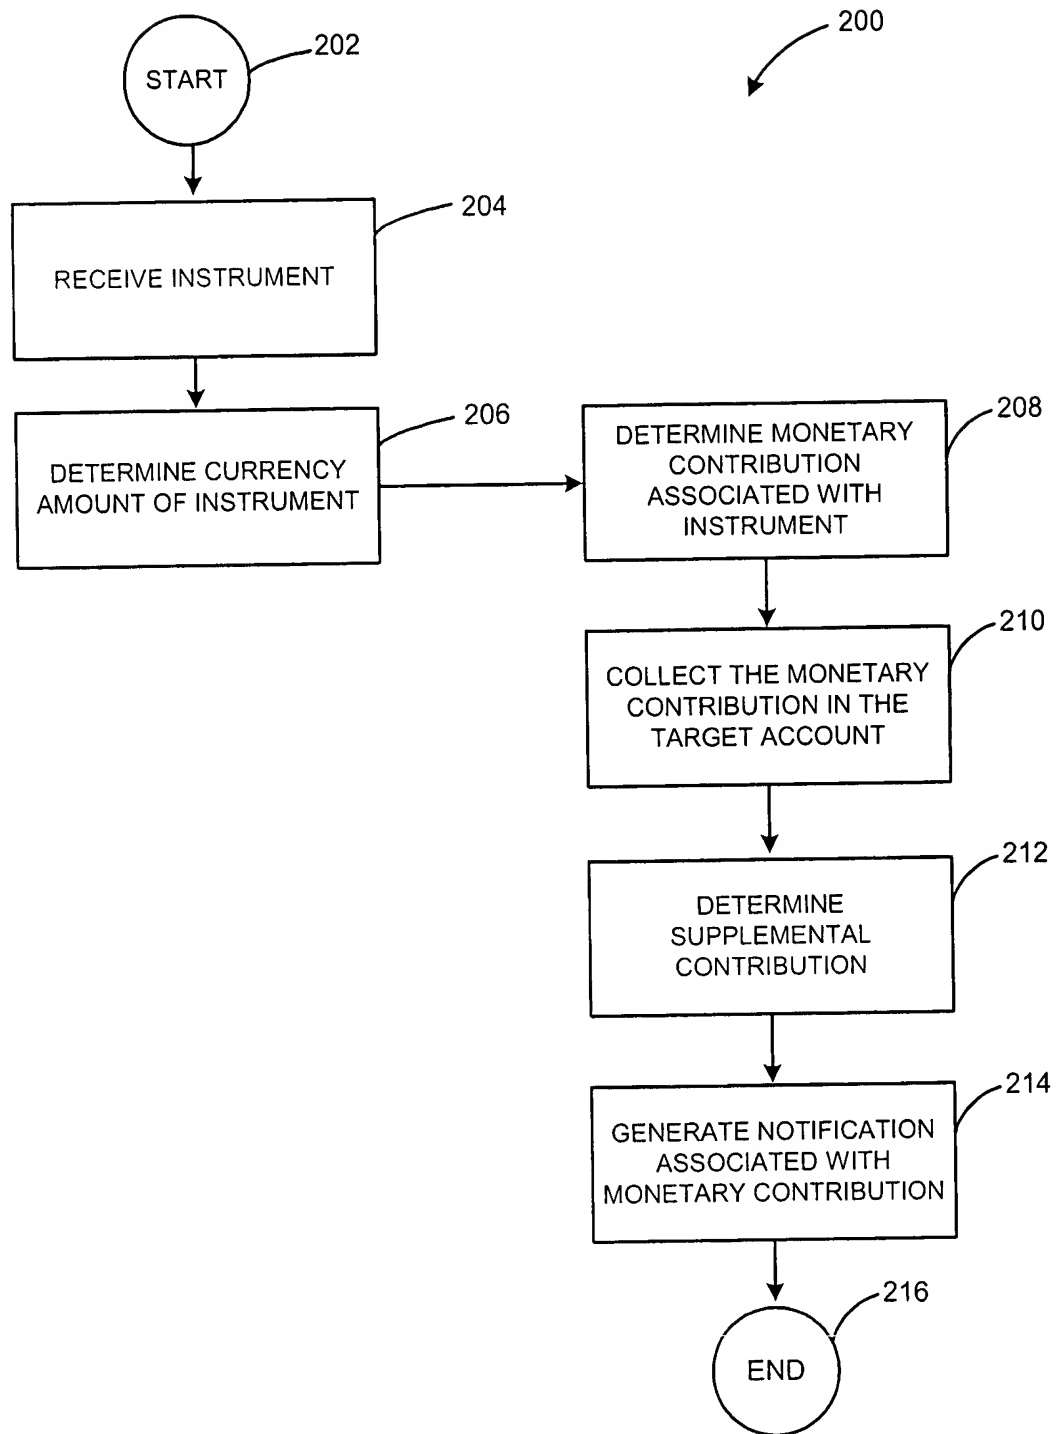 200
202
START
204
RECEIVE INSTRUMENT
206
DETERMINE CURRENCY
AMOUNT OF INSTRUMENT
208
DETERMINE MONETARY
CONTRIBUTION
ASSOCIATED WITH
INSTRUMENT
210
COLLECT THE MONETARY
CONTRIBUTION IN THE
TARGET ACCOUNT
212
DETERMINE
SUPPLEMENTAL
CONTRIBUTION
214
GENERATE NOTIFICATION
ASSOCIATED WITH
MONETARY CONTRIBUTION
216
END